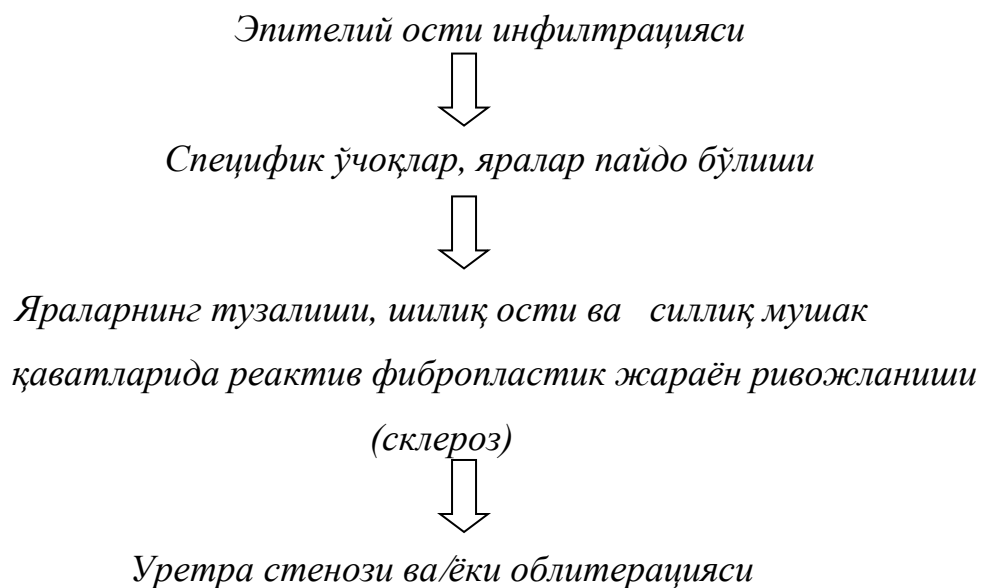 Эпителий ости инфилтрацияси
Специфик ўчоқлар, яралар пайдо бўлиши
Яраларнинг тузалиши, шилиқ ости ва силлиқ мушак
қаватларида реактив фибропластик жараён ривожланиши
(склероз)
Уретра стенози ва/ёки облитерацияси